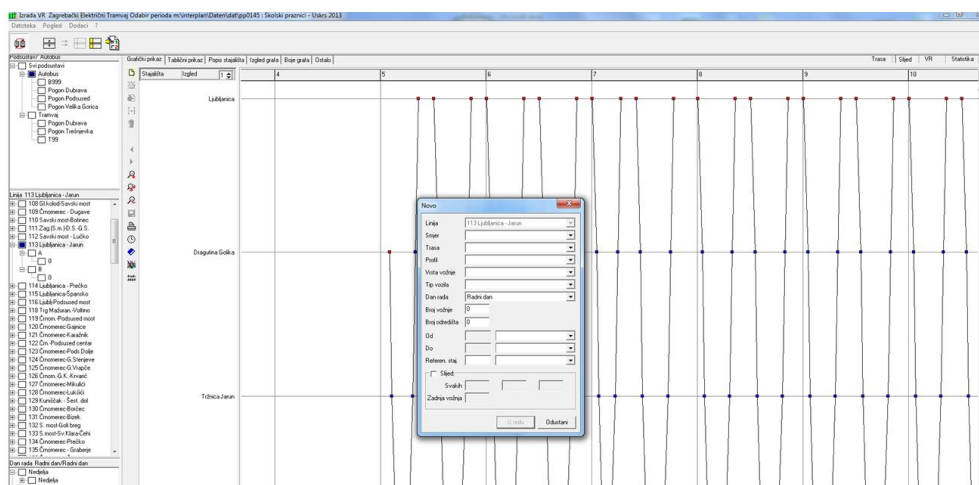 Izrada VR Zagrebački Električni Tramvaj Odabir perioda m:\interplan\Daten\dat\pp0145 : Školski praznici - Uskrs 2013
Datoteka Pogled Dodaci ?
Podsustav? Autobus
Svi podsustavi
Autobus
B999
Pogon Dubrava
Pogon Podsused
Pogon Velika Gorica
Tramvaj
Pogon Dubrava
Pogon Trešnjevka
T99
Linija 113 Ljubljanica - Jarun
108 Gl.kolod-Savski most
109 Črnomerec - Dugave
110 Savski most-Botinec
111 Zag.(S.m.)-D.S.-G.S.
112 Savski most - Lučko
113 Ljubljanica - Jarun
A
0
B
0
114 Ljubljanica - Prečko
115 Ljubljanica-Špansko
116 Ljublj-Podsused most
118 Trg Mažuran.-Voltino
119 Črnom.-Podsused most
120 Črnomerec-Gajnice
121 Črnomerec-Karažnik
122 Črn.-Podsused centar
123 Črnomerec-Pods.Dolje
124 Črnomerec-G.Stenjeve
125 Črnomerec-G.Vrapče
126 Črnom.-G.K.-Krvarić
127 Črnomerec-Mikulići
128 Črnomerec-Lukšići
129 Kuniščak - Šest. dol
130 Črnomerec-Borčec
131 Črnomerec-Bizek
132 S. most-Goli breg
133 S.most-Sv.Klara-Čehi
134 Črnomerec-Prečko
135 Črnomerec - Graberje
Dan rada Radni dan/Radni dan
Nedjelja
Nedjelja
Grafički prikaz Tablični prikaz Popis stajališta Izgled grafa Boje grafa Ostalo
Trasa Slijed VR Statistika
Stajališta Izgled 1 4 5 6 7 8 9 10
Ljubljanica
Dragutina Golika
Tržnica Jarun
Novo
Linija 113 Ljubljanica - Jarun
Smjer
Trasa
Profil
Vrsta vožnje
Tip vozila
Dan rada Radni dan
Broj vožnje 0
Broj odredišta 0
Od
Do
Referen. staj.
Slijed
Svakih
Zadnja vožnja
U redu Odustani